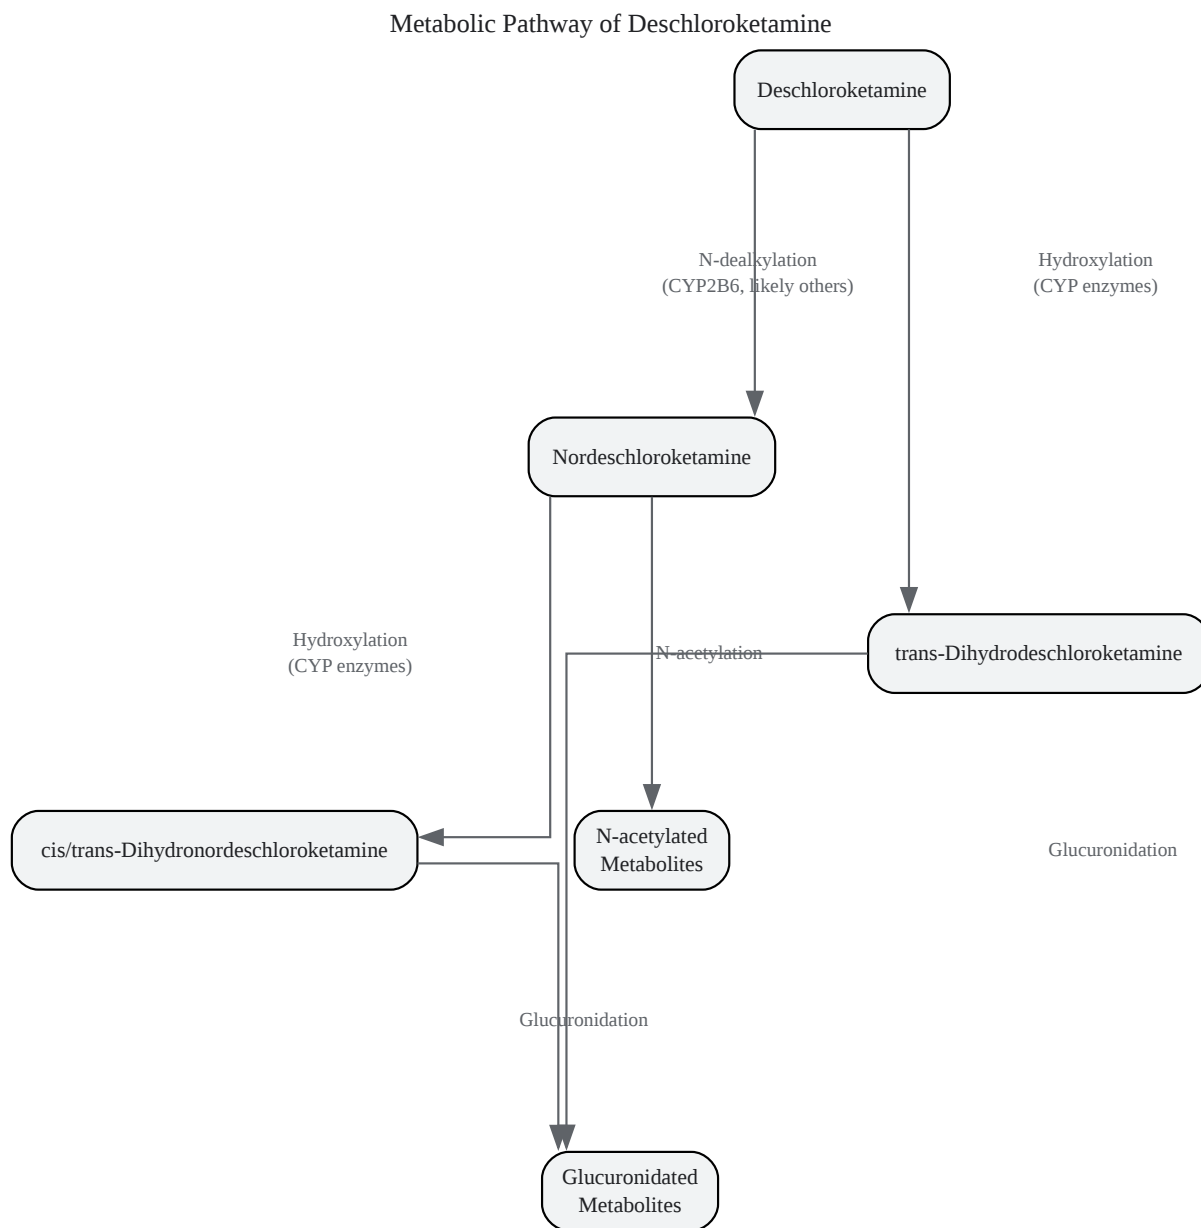 Metabolic Pathway of Deschloroketamine
Deschloroketamine
N-dealkylation
(CYP2B6, likely others)
Hydroxylation
(CYP enzymes)
Nordeschloroketamine
Hydroxylation
(CYP enzymes)
N-acetylation
trans-Dihydrodeschloroketamine
cis/trans-Dihydronordeschloroketamine
N-acetylated
Metabolites
Glucuronidation
Glucuronidation
Glucuronidated
Metabolites